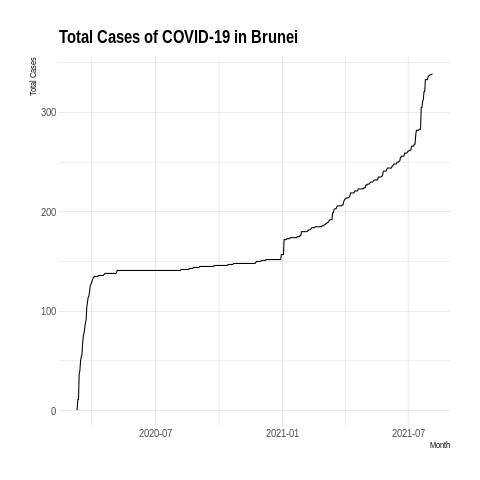 Total Cases of COVID-19 in Brunei
Total Cases
300
200
100
0
2020-07
2021-01
2021-07
Month